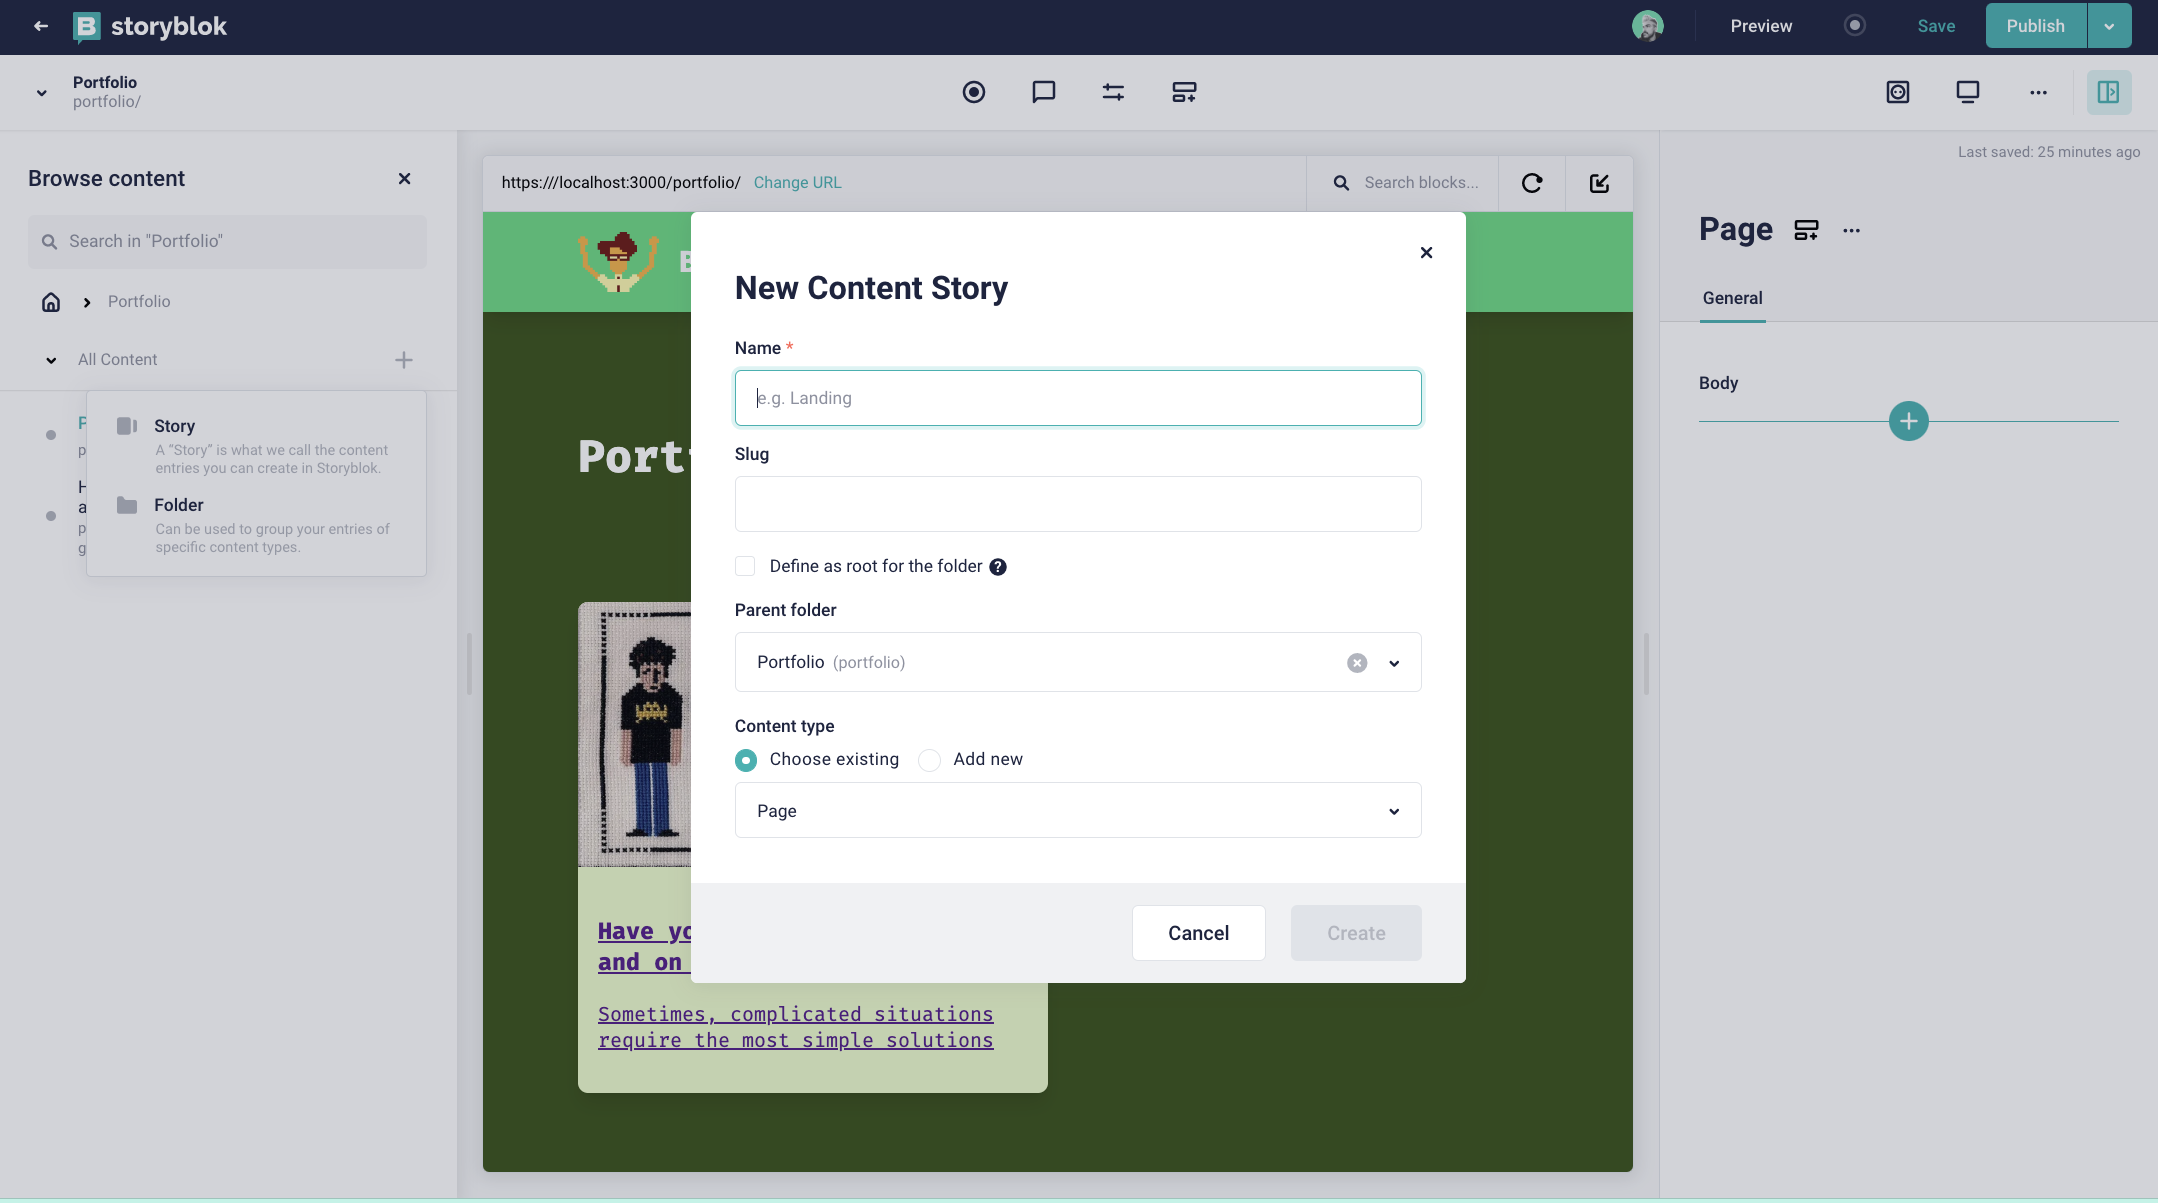 storyblok
Preview
Save
Publish
Portfolio
portfolio/
Last saved: 25 minutes ago
Browse content
Search in "Portfolio"
Portfolio
All Content
Story
A “Story” is what we call the content
entries you can create in Storyblok.
Folder
Can be used to group your entries of
specific content types.
P
p
H
a
p
g
https:///localhost:3000/portfolio/ Change URL
Search blocks...
B
Portf
Have yo
and on
Sometimes, complicated situations
require the most simple solutions
New Content Story
Name *
e.g. Landing
Slug
Define as root for the folder ?
Parent folder
Portfolio (portfolio)
Content type
Choose existing Add new
Page
Cancel
Create
Page
General
Body